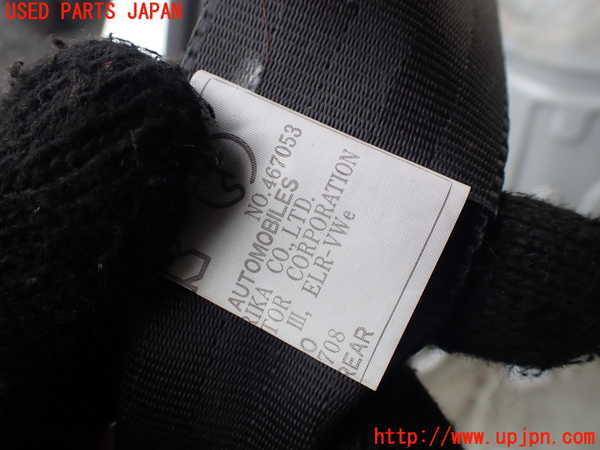 USED PARTS JAPAN
S
NO.467053
AUTOMOBILES
RIKA CO.,LTD.
TOR CORPORATION
III, ELR-VWe
708
REAR
http://www.upjpn.com/